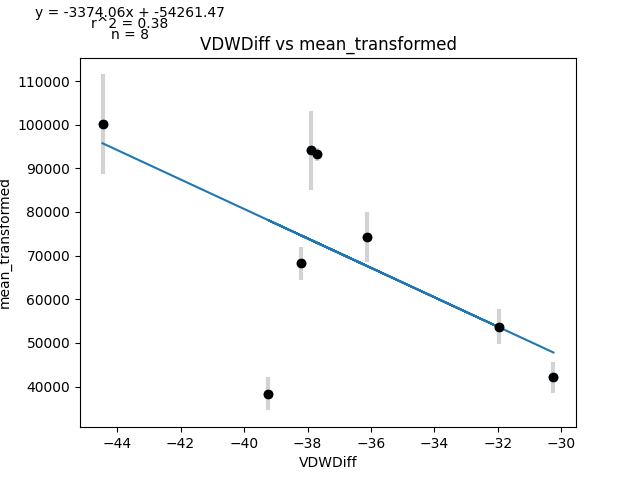 y = -3374.06x + -54261.47
r^2 = 0.38
n = 8
VDWDiff vs mean_transformed
110000
100000
90000
80000
70000
60000
50000
40000
mean_transformed
−44
−42
−40
−38
−36
−34
−32
−30
VDWDiff